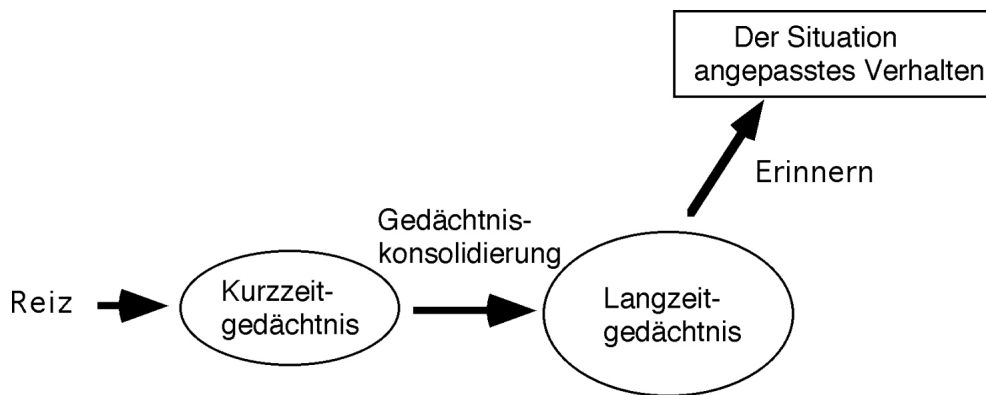 Der Situation
angepasstes Verhalten
Erinnern
Gedächtnis-
konsolidierung
Reiz
Kurzzeit-
gedächtnis
Langzeit-
gedächtnis